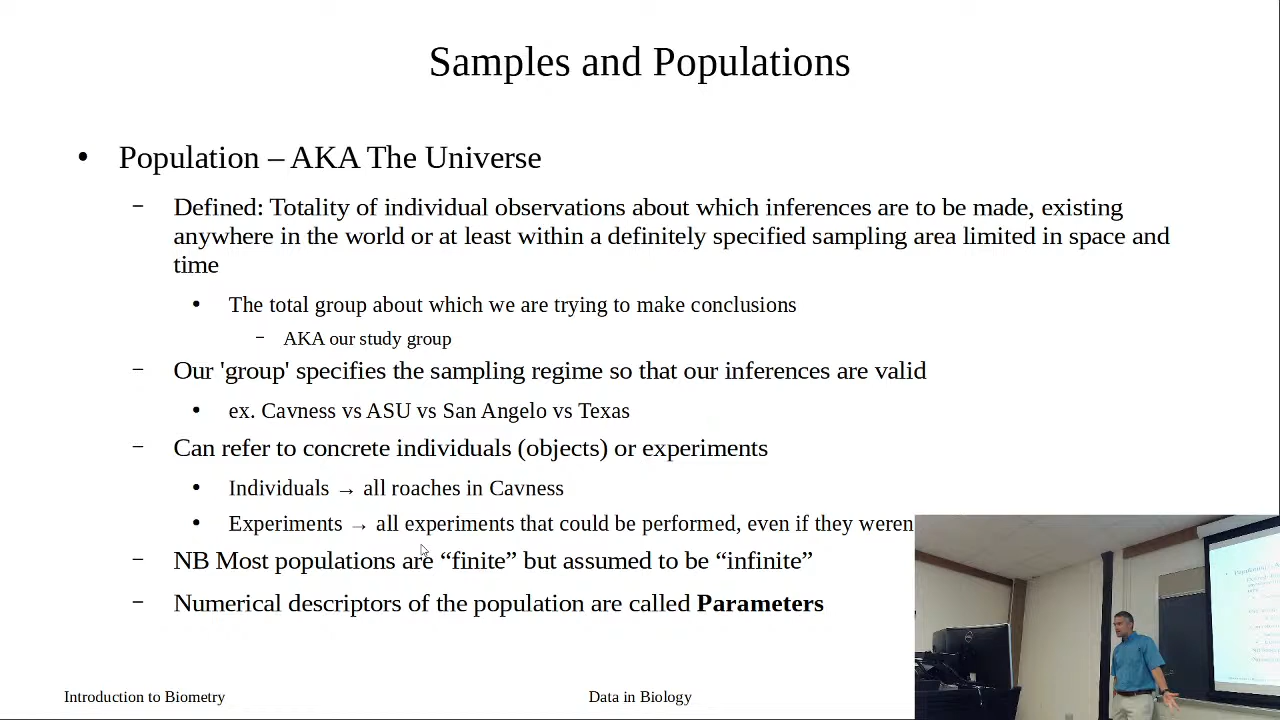 Samples and Populations
• Population – AKA The Universe
– Defined: Totality of individual observations about which inferences are to be made, existing
anywhere in the world or at least within a definitely specified sampling area limited in space and
time
• The total group about which we are trying to make conclusions
– AKA our study group
– Our 'group' specifies the sampling regime so that our inferences are valid
• ex. Cavness vs ASU vs San Angelo vs Texas
– Can refer to concrete individuals (objects) or experiments
• Individuals → all roaches in Cavness
• Experiments → all experiments that could be performed, even if they weren
– NB Most populations are “finite” but assumed to be “infinite”
– Numerical descriptors of the population are called Parameters
Introduction to Biometry
Data in Biology